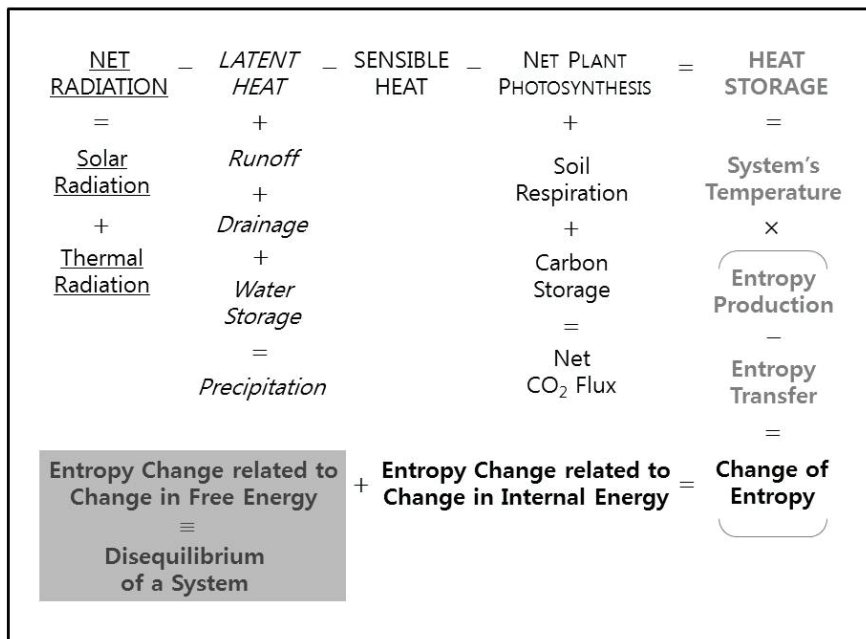 NET − LATENT − SENSIBLE − NET PLANT = HEAT
RADIATION HEAT HEAT PHOTOSYNTHESIS STORAGE
= + + =
Solar Runoff Soil System's
Radiation + Respiration Temperature
+ Drainage + ×
Thermal + Carbon Entropy
Radiation Water Storage Production
Storage = −
= Net Entropy
Precipitation CO₂ Flux Transfer
=
Entropy Change related to + Entropy Change related to = Change of
Change in Free Energy Change in Internal Energy Entropy
≡
Disequilibrium
of a System